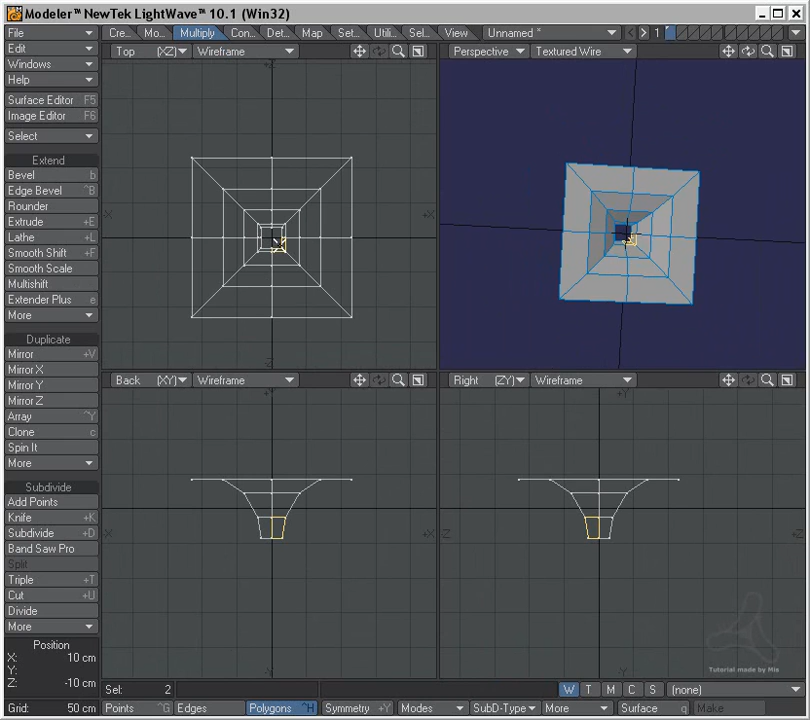 Modeler™ NewTek LightWave™ 10.1 (Win32)
File Cre... Mo... Multiply Con... Det... Map Set... Utili... Sel... View Unnamed * 1
Edit Top (XZ) Wireframe Perspective Textured Wire
Windows
Help
Surface Editor F5
Image Editor F6
Select
Extend
Bevel b
Edge Bevel ^B
Rounder
Extrude +E
Lathe +L
Smooth Shift +F
Smooth Scale
Multishift
Extender Plus e
More
Duplicate
Mirror +V
Mirror X
Mirror Y
Mirror Z
Array ^Y
Clone c
Spin It
More
Subdivide
Add Points
Knife +K
Subdivide +D
Band Saw Pro
Split
Triple +T
Cut +U
Divide
More
Back (XY) Wireframe Right (ZY) Wireframe
Tutorial made by Mis
Position
X: 10 cm
Y:
Z: -10 cm
Grid: 50 cm
Sel: 2 W T M C S (none)
Points ^G Edges Polygons ^H Symmetry +Y Modes SubD-Type More Surface q Make